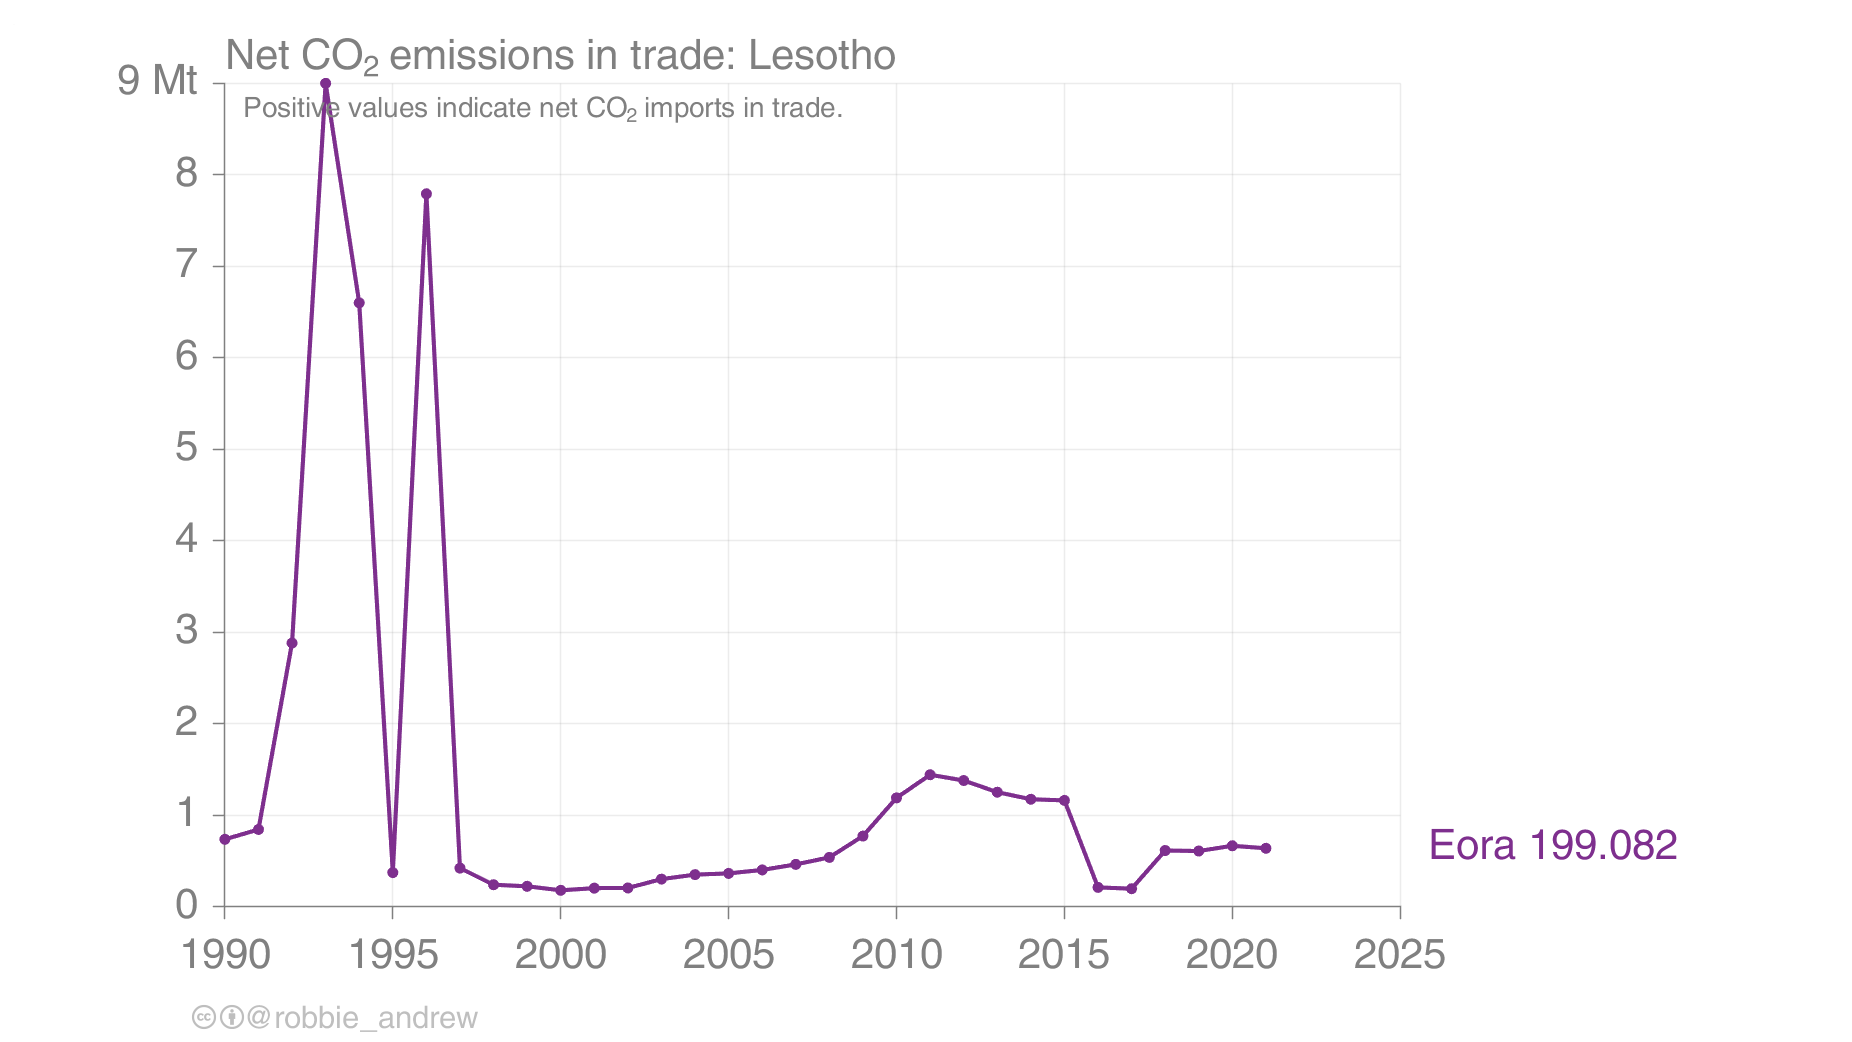 Net CO₂ emissions in trade: Lesotho
9 Mt
Positive values indicate net CO₂ imports in trade.
8
7
6
5
4
3
2
1
Eora 199.082
0
1990 1995 2000 2005 2010 2015 2020 2025
@robbie_andrew